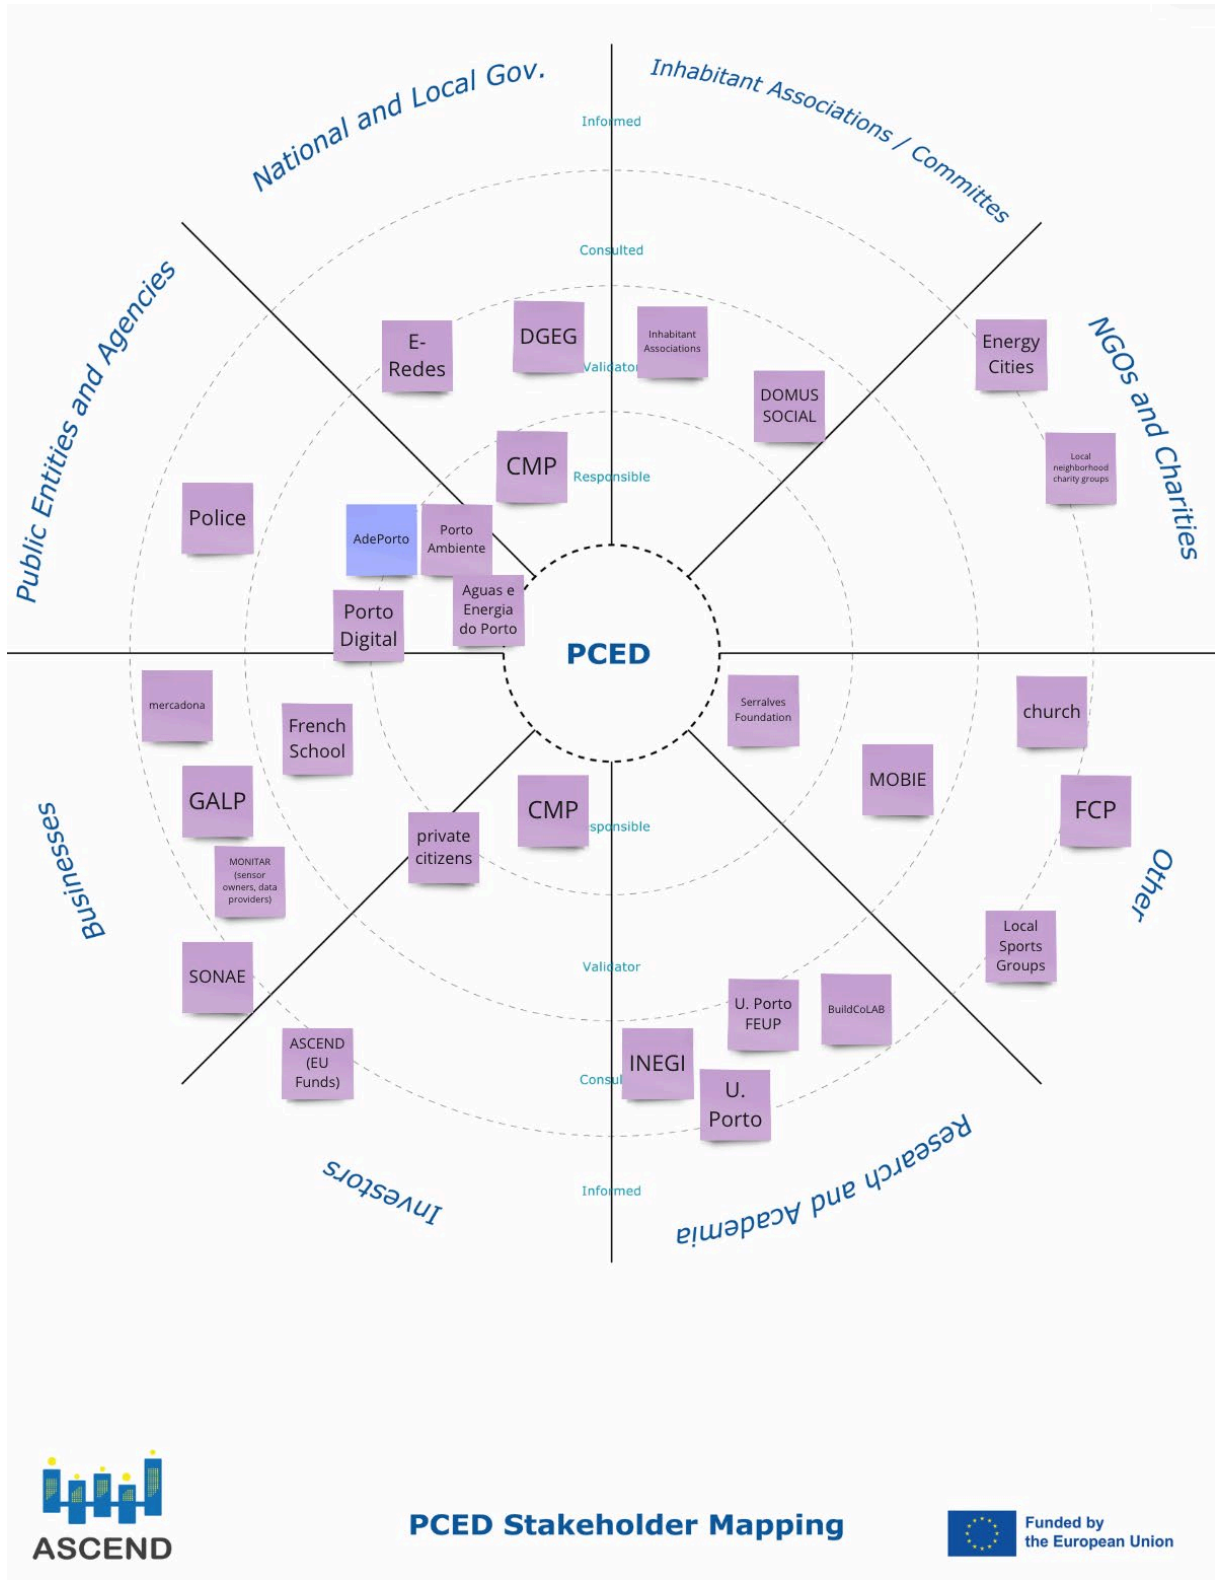 National and Local Gov.
Inhabitant Associations / Committes
Informed
Consulted
Public Entities and Agencies
NGOs and Charities
E-
Redes
DGEG
Inhabitant
Associations
Validator
Energy
Cities
DOMUS
SOCIAL
CMP
Responsible
Local
neighborhood
charity groups
Police
AdePorto
Porto
Ambiente
Aguas e
Energia
do Porto
Porto
Digital
PCED
mercadona
French
School
Serralves
Foundation
church
GALP
MOBIE
FCP
CMP
sponsible
private
citizens
Businesses
MONITAR
(sensor
owners, data
providers)
Other
SONAE
Validator
Local
Sports
Groups
U. Porto
FEUP
BuildCoLAB
ASCEND
(EU
Funds)
INEGI
Consul
U.
Porto
Investors
Informed
Research and Academia
ASCEND
PCED Stakeholder Mapping
Funded by
the European Union